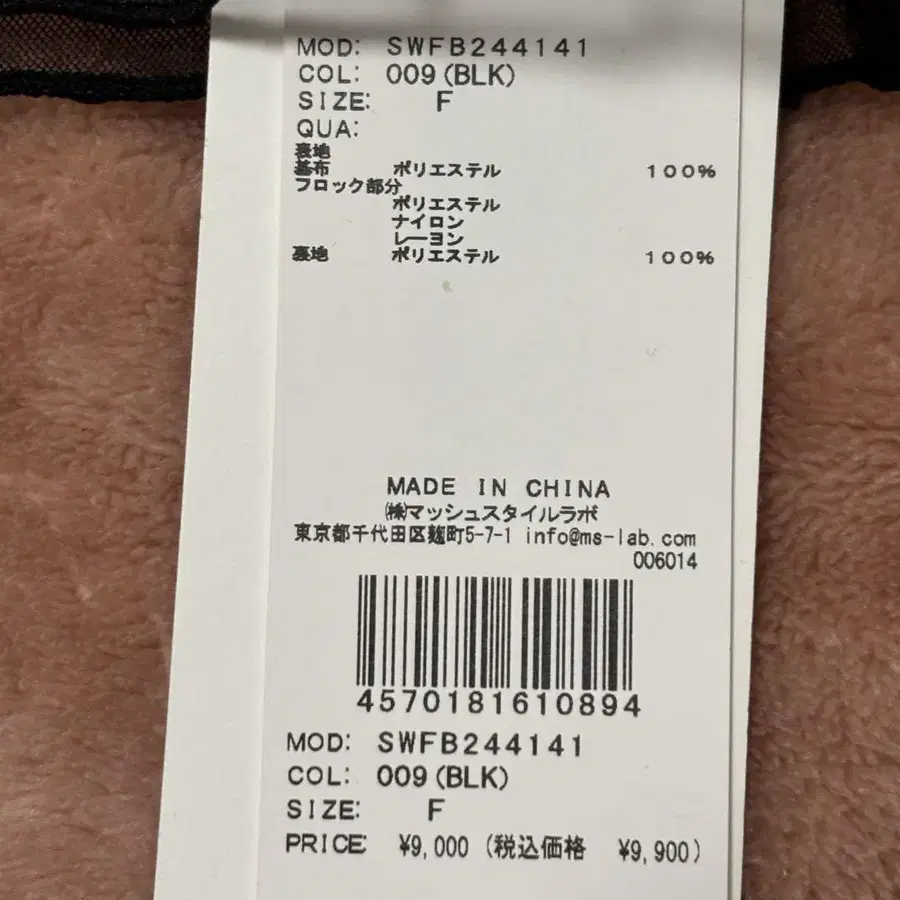 MOD: SWFB244141
COL: 009(BLK)
SIZE: F
QUA:
表地
基布 ポリエステル 100%
フロック部分
ポリエステル
ナイロン
レーヨン
裏地 ポリエステル 100%
MADE IN CHINA
㈱マッシュスタイルラボ
東京都千代田区麹町5-7-1 info@ms-lab.com
006014
4570181610894
MOD: SWFB244141
COL: 009(BLK)
SIZE: F
PRICE: ¥9,000 (税込価格 ¥9,900)